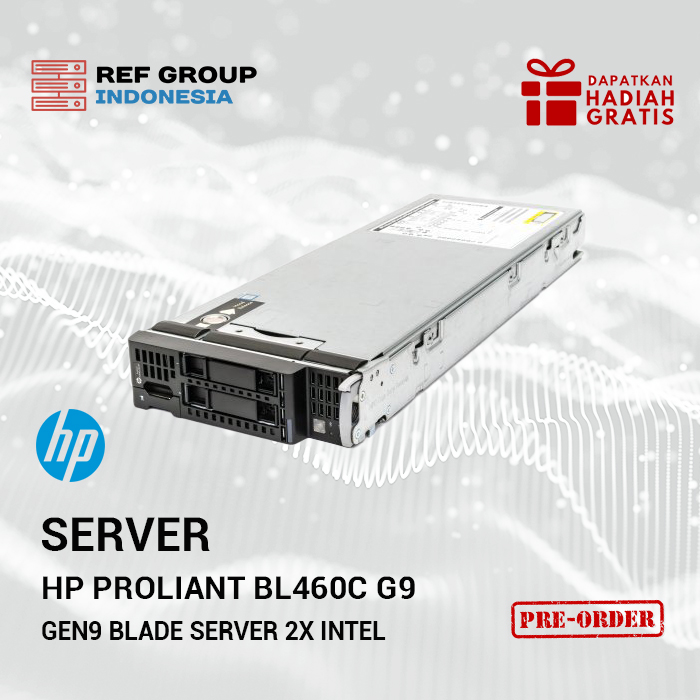 REF GROUP
INDONESIA
DAPATKAN
HADIAH
GRATIS
hp
SERVER
HP PROLIANT BL460C G9
GEN9 BLADE SERVER 2X INTEL
PRE-ORDER